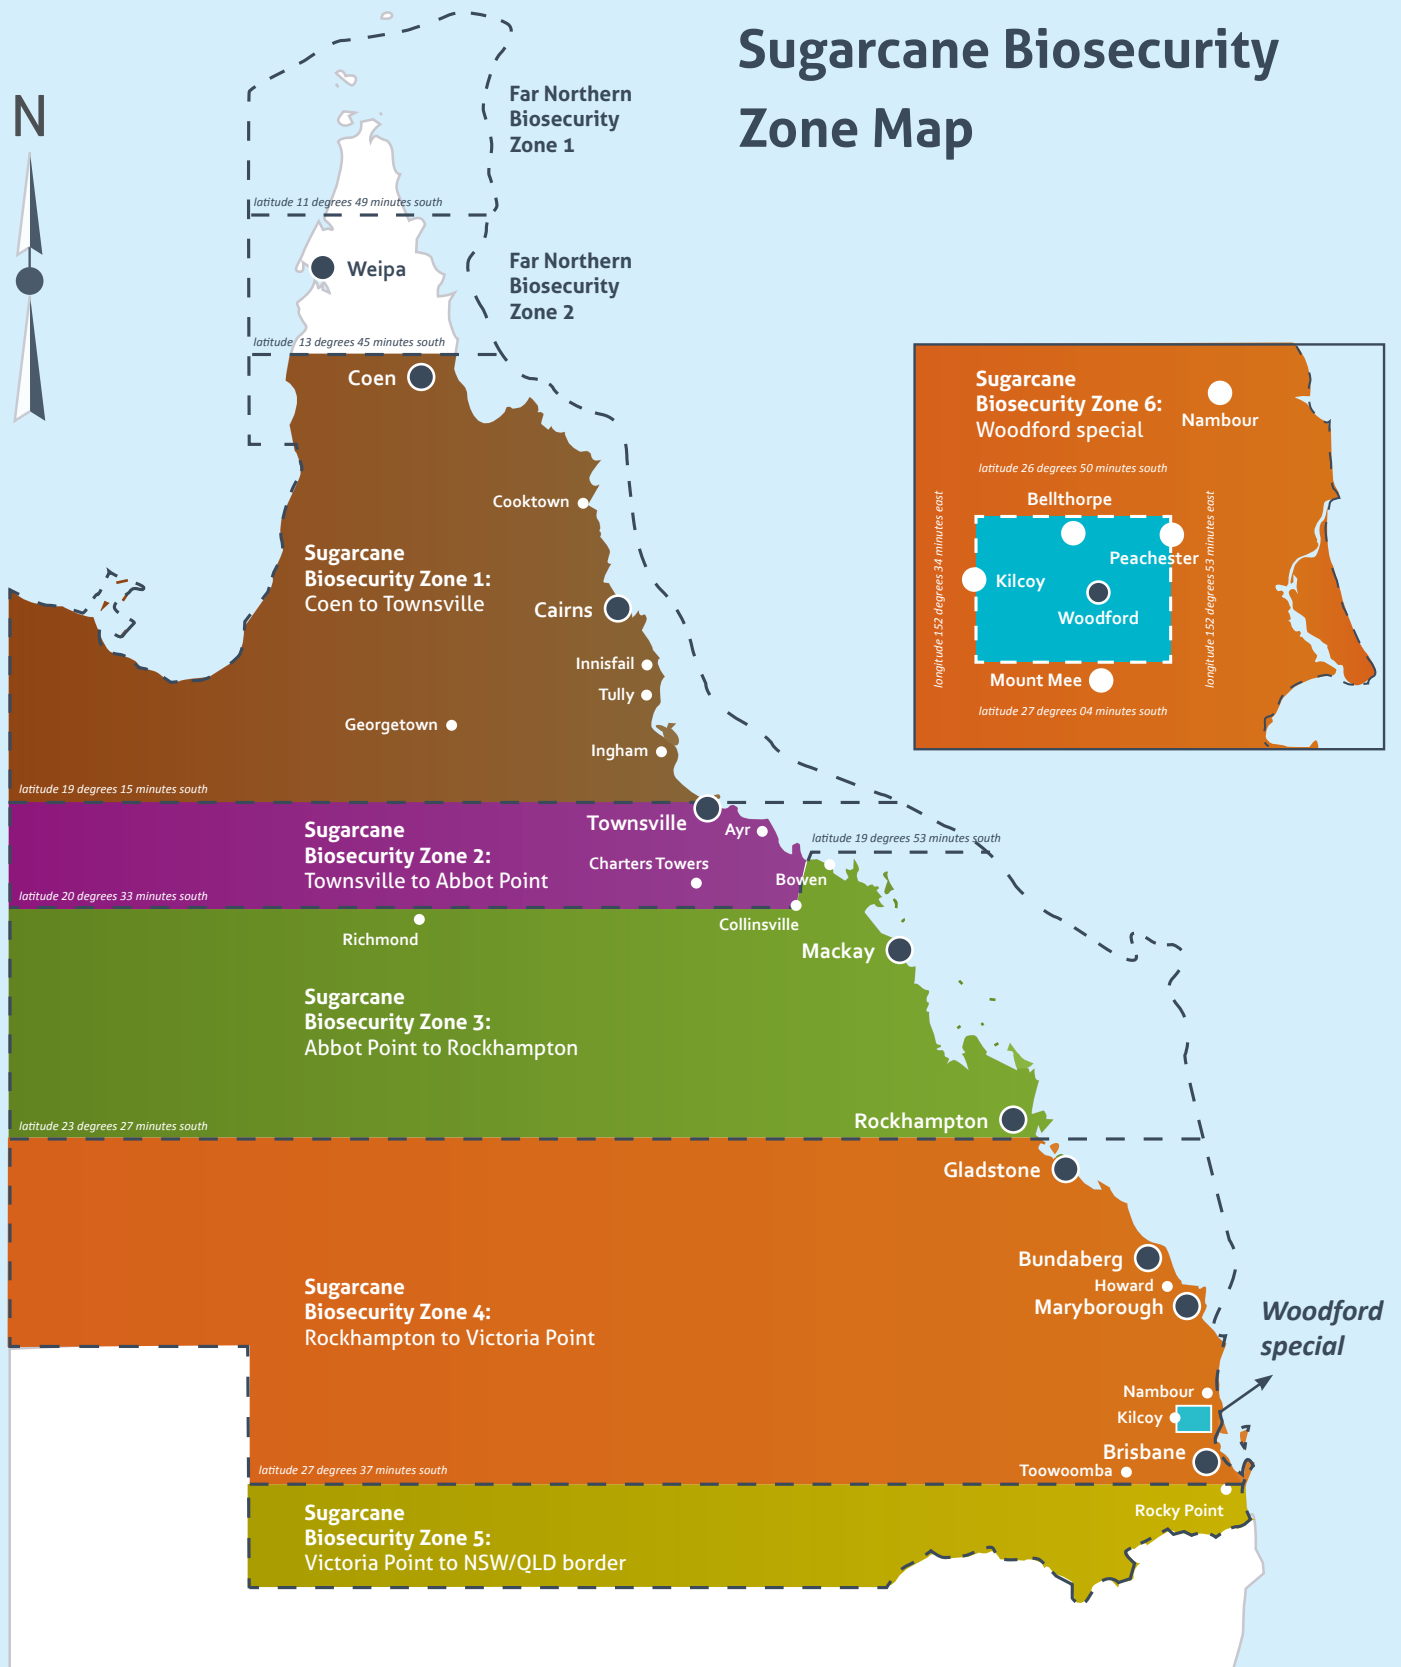 Sugarcane Biosecurity
Zone Map
N
Far Northern
Biosecurity
Zone 1
latitude 11 degrees 49 minutes south
Weipa
Far Northern
Biosecurity
Zone 2
latitude 13 degrees 45 minutes south
Coen
Cooktown
Sugarcane
Biosecurity Zone 1:
Coen to Townsville
Cairns
Innisfail
Tully
Georgetown
Ingham
latitude 19 degrees 15 minutes south
Sugarcane
Biosecurity Zone 6:
Woodford special
Nambour
latitude 26 degrees 50 minutes south
longitude 152 degrees 34 minutes east
longitude 152 degrees 53 minutes east
Bellthorpe
Peachester
Kilcoy
Woodford
Mount Mee
latitude 27 degrees 04 minutes south
Townsville
Ayr
Sugarcane
Biosecurity Zone 2:
Townsville to Abbot Point
Charters Towers
latitude 19 degrees 53 minutes south
Bowen
latitude 20 degrees 33 minutes south
Collinsville
Richmond
Mackay
Sugarcane
Biosecurity Zone 3:
Abbot Point to Rockhampton
Rockhampton
latitude 23 degrees 27 minutes south
Gladstone
Bundaberg
Howard
Maryborough
Sugarcane
Biosecurity Zone 4:
Rockhampton to Victoria Point
Woodford
special
Nambour
Kilcoy
Brisbane
Toowoomba
latitude 27 degrees 37 minutes south
Rocky Point
Sugarcane
Biosecurity Zone 5:
Victoria Point to NSW/QLD border